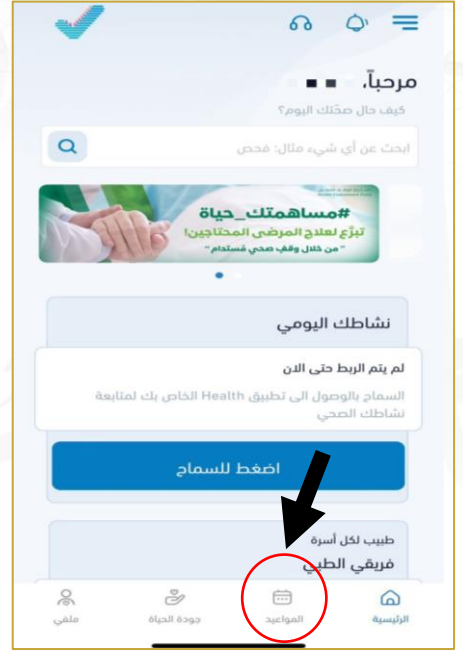 مرحباً،
كيف حال صحّتك اليوم؟
ابحث عن أي شيء مثال: فحص
#مساهمتك_حياة
تبرَّع لعلاج المرضى المحتاجين!
"من خلال وقفٍ صحي مُستدام"
نشاطك اليومي
لم يتم الربط حتى الان
السماح بالوصول الى تطبيق Health الخاص بك لمتابعة
نشاطك الصحي
اضغط للسماح
طبيب لكل أسرة
فريقي الطبي
الرئيسية
المواعيد
جودة الحياة
ملفي